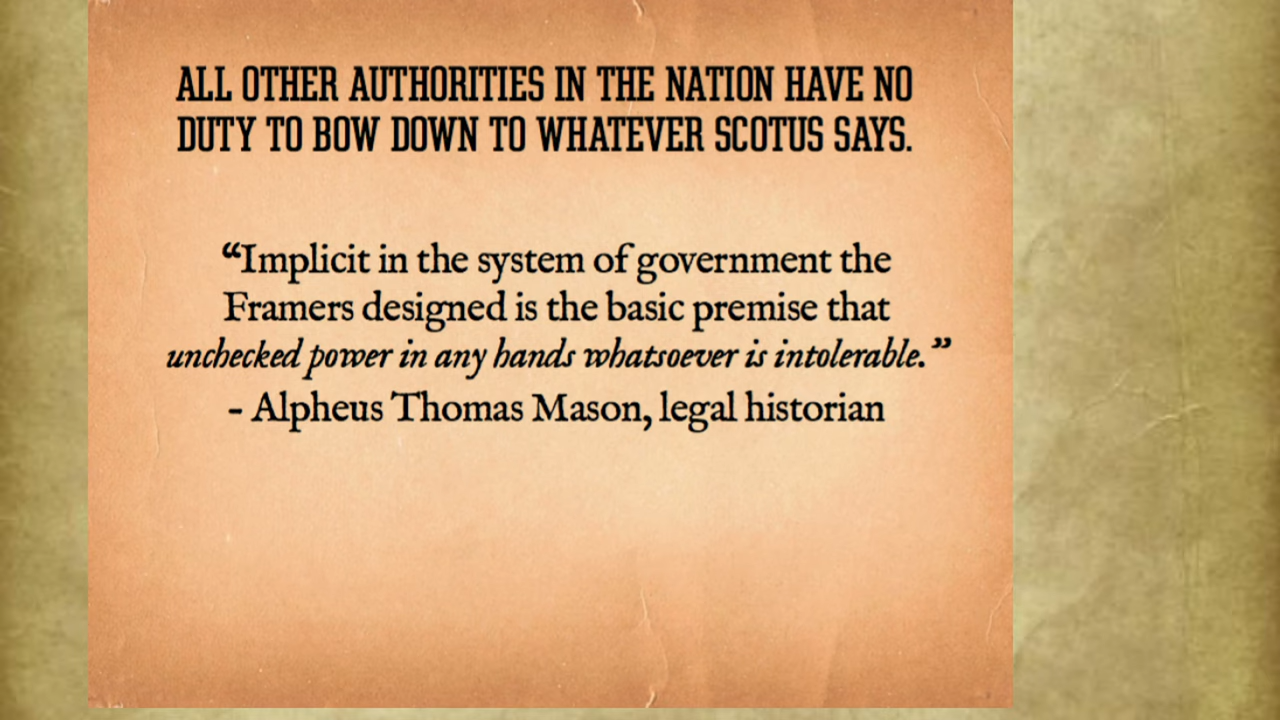 ALL OTHER AUTHORITIES IN THE NATION HAVE NO
DUTY TO BOW DOWN TO WHATEVER SCOTUS SAYS.
“Implicit in the system of government the
Framers designed is the basic premise that
unchecked power in any hands whatsoever is intolerable.”
- Alpheus Thomas Mason, legal historian